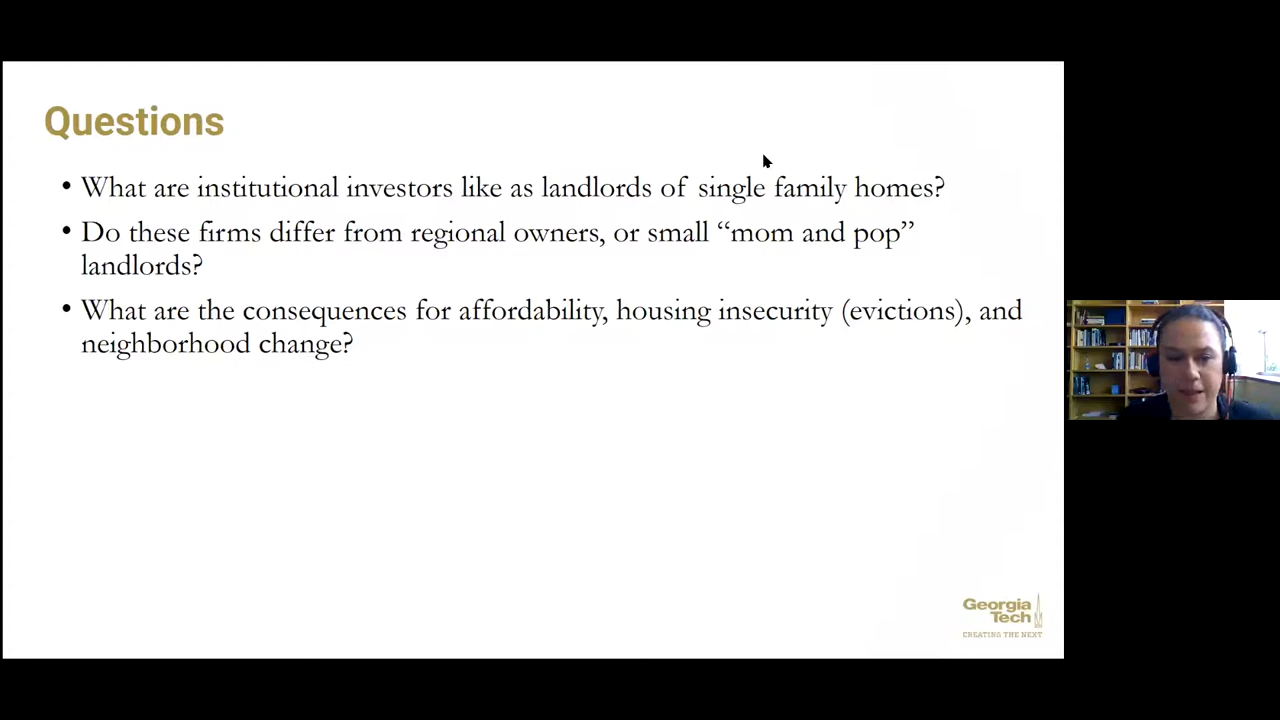 Questions
• What are institutional investors like as landlords of single family homes?
• Do these firms differ from regional owners, or small “mom and pop”
landlords?
• What are the consequences for affordability, housing insecurity (evictions), and
neighborhood change?
Georgia
Tech
CREATING THE NEXT